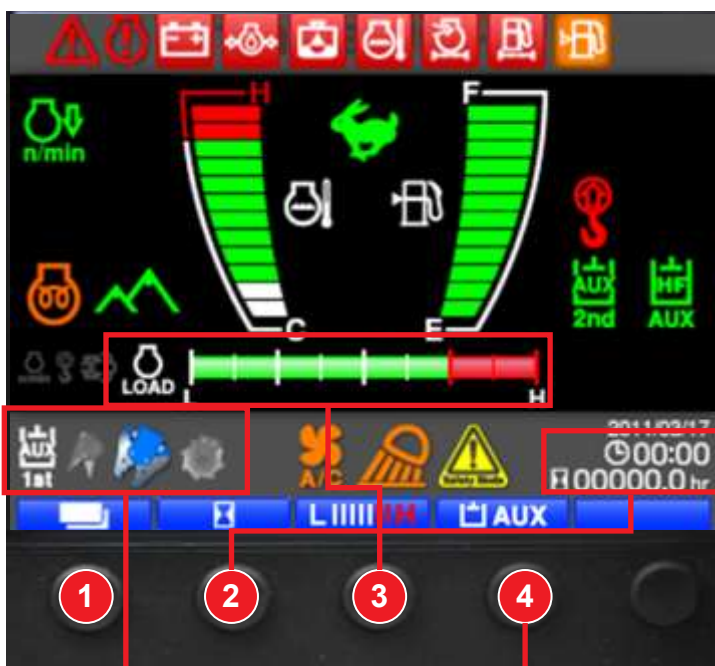 H
F
n/min
AUX
2nd
HF
AUX
C
E
LOAD
L
H
2011/03/17
00:00
00000.0 hr
AUX
1st
A/C
L H
AUX
1
2
3
4